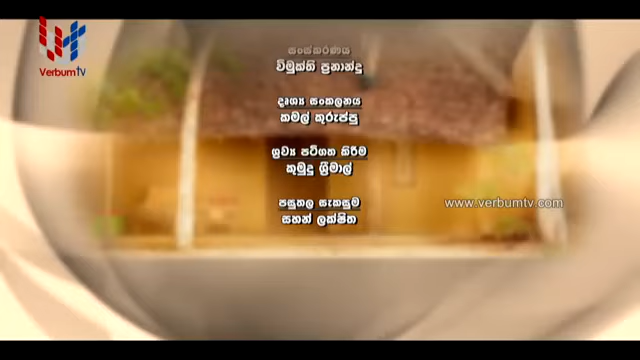 VerbumTV
සංස්කරණය
විමුක්ති ප්‍රනාන්දු
දෘශ්‍ය සංකලනය
කමල් කුරුප්පු
ශ්‍රව්‍ය පටිගත කිරීම
කුමුදු ශ්‍රීමාල්
www.verbumtv.com
පසුතල සැකසුම
සහන් ලක්ෂිත